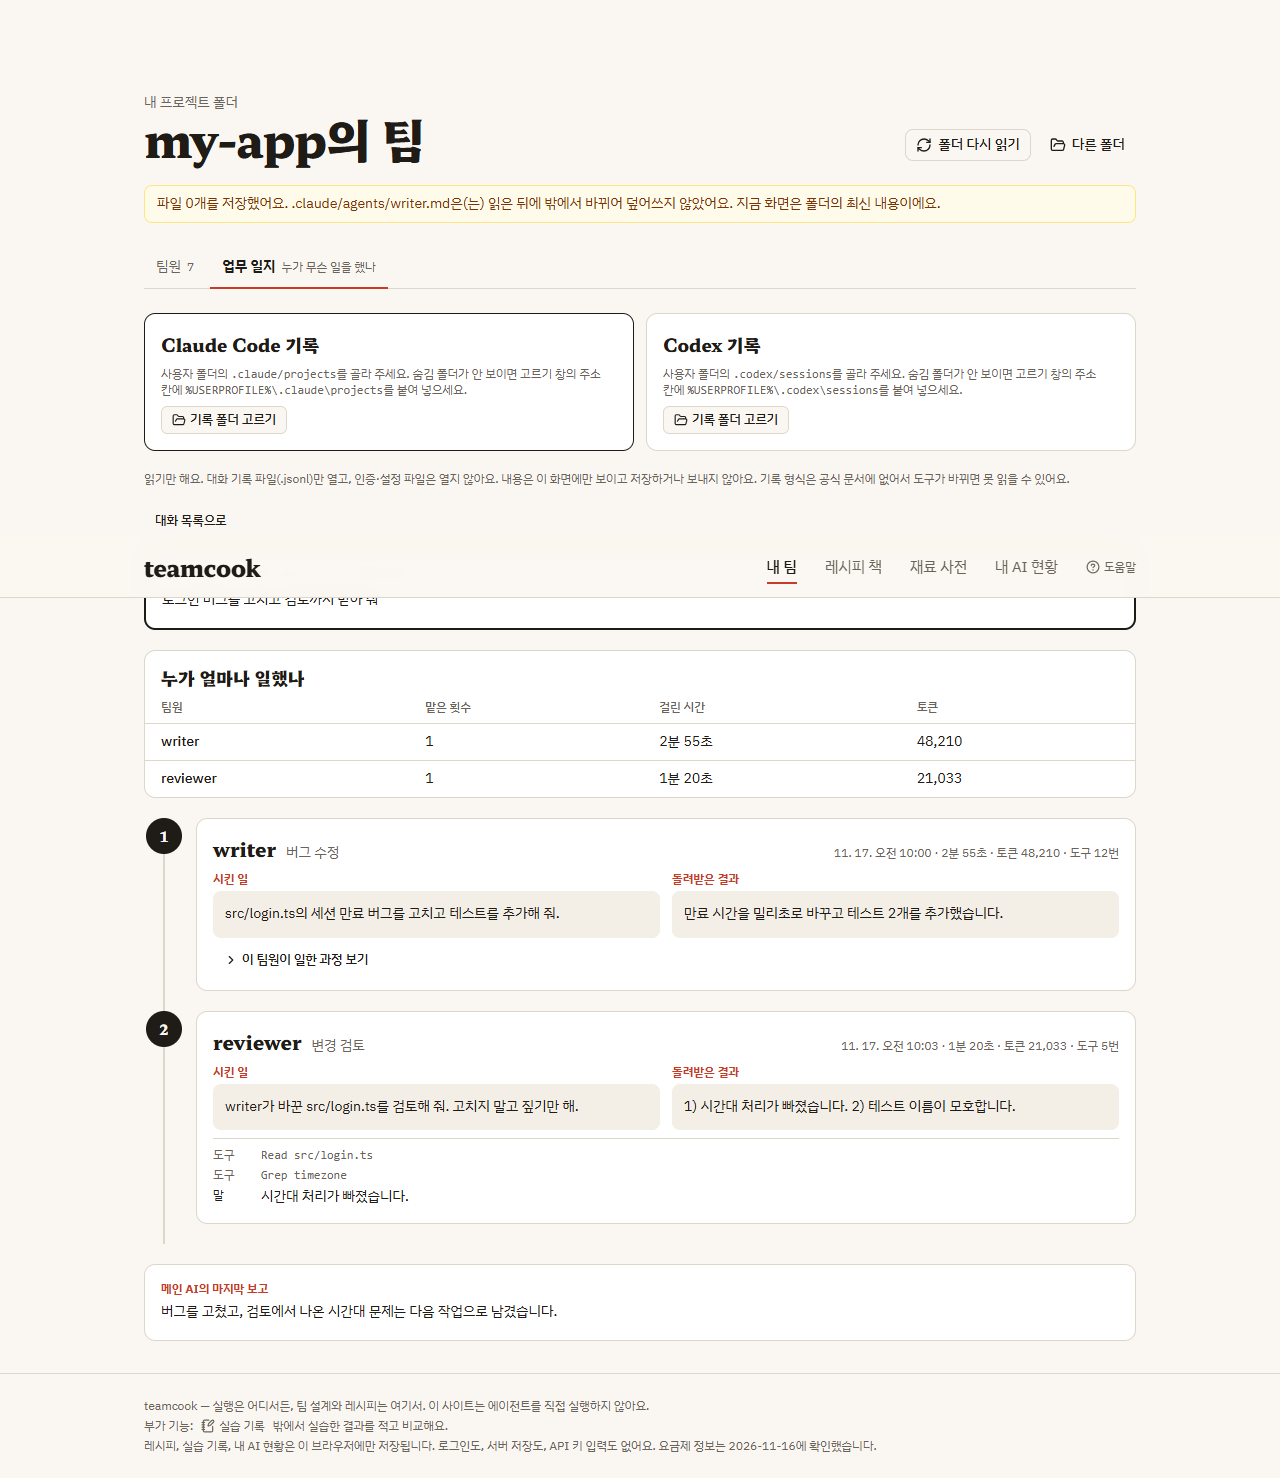 내 프로젝트 폴더
my-app의 팀
폴더 다시 읽기
다른 폴더
파일 0개를 저장했어요. .claude/agents/writer.md은(는) 읽은 뒤에 밖에서 바뀌어 덮어쓰지 않았어요. 지금 화면은 폴더의 최신 내용이에요.
팀원 7
업무 일지 누가 무슨 일을 했나
Claude Code 기록
사용자 폴더의 .claude/projects를 골라 주세요. 숨김 폴더가 안 보이면 고르기 창의 주소
칸에 %USERPROFILE%\.claude\projects를 붙여 넣으세요.
기록 폴더 고르기
Codex 기록
사용자 폴더의 .codex/sessions를 골라 주세요. 숨김 폴더가 안 보이면 고르기 창의 주소
칸에 %USERPROFILE%\.codex\sessions를 붙여 넣으세요.
기록 폴더 고르기
읽기만 해요. 대화 기록 파일(.jsonl)만 열고, 인증·설정 파일은 열지 않아요. 내용은 이 화면에만 보이고 저장하거나 보내지 않아요. 기록 형식은 공식 문서에 없어서 도구가 바뀌면 못 읽을 수 있어요.
대화 목록으로
teamcook
내 팀
레시피 책
재료 사전
내 AI 현황
도움말
로그인 버그를 고치고 검토까지 받아 줘
누가 얼마나 일했나
팀원 맡은 횟수 걸린 시간 토큰
writer 1 2분 55초 48,210
reviewer 1 1분 20초 21,033
1
writer 버그 수정
11. 17. 오전 10:00 · 2분 55초 · 토큰 48,210 · 도구 12번
시킨 일
src/login.ts의 세션 만료 버그를 고치고 테스트를 추가해 줘.
돌려받은 결과
만료 시간을 밀리초로 바꾸고 테스트 2개를 추가했습니다.
이 팀원이 일한 과정 보기
2
reviewer 변경 검토
11. 17. 오전 10:03 · 1분 20초 · 토큰 21,033 · 도구 5번
시킨 일
writer가 바꾼 src/login.ts를 검토해 줘. 고치지 말고 짚기만 해.
돌려받은 결과
1) 시간대 처리가 빠졌습니다. 2) 테스트 이름이 모호합니다.
도구 Read src/login.ts
도구 Grep timezone
말 시간대 처리가 빠졌습니다.
메인 AI의 마지막 보고
버그를 고쳤고, 검토에서 나온 시간대 문제는 다음 작업으로 남겼습니다.
teamcook — 실행은 어디서든, 팀 설계와 레시피는 여기서. 이 사이트는 에이전트를 직접 실행하지 않아요.
부가 기능: 실습 기록 밖에서 실습한 결과를 적고 비교해요.
레시피, 실습 기록, 내 AI 현황은 이 브라우저에만 저장됩니다. 로그인도, 서버 저장도, API 키 입력도 없어요. 요금제 정보는 2026-11-16에 확인했습니다.